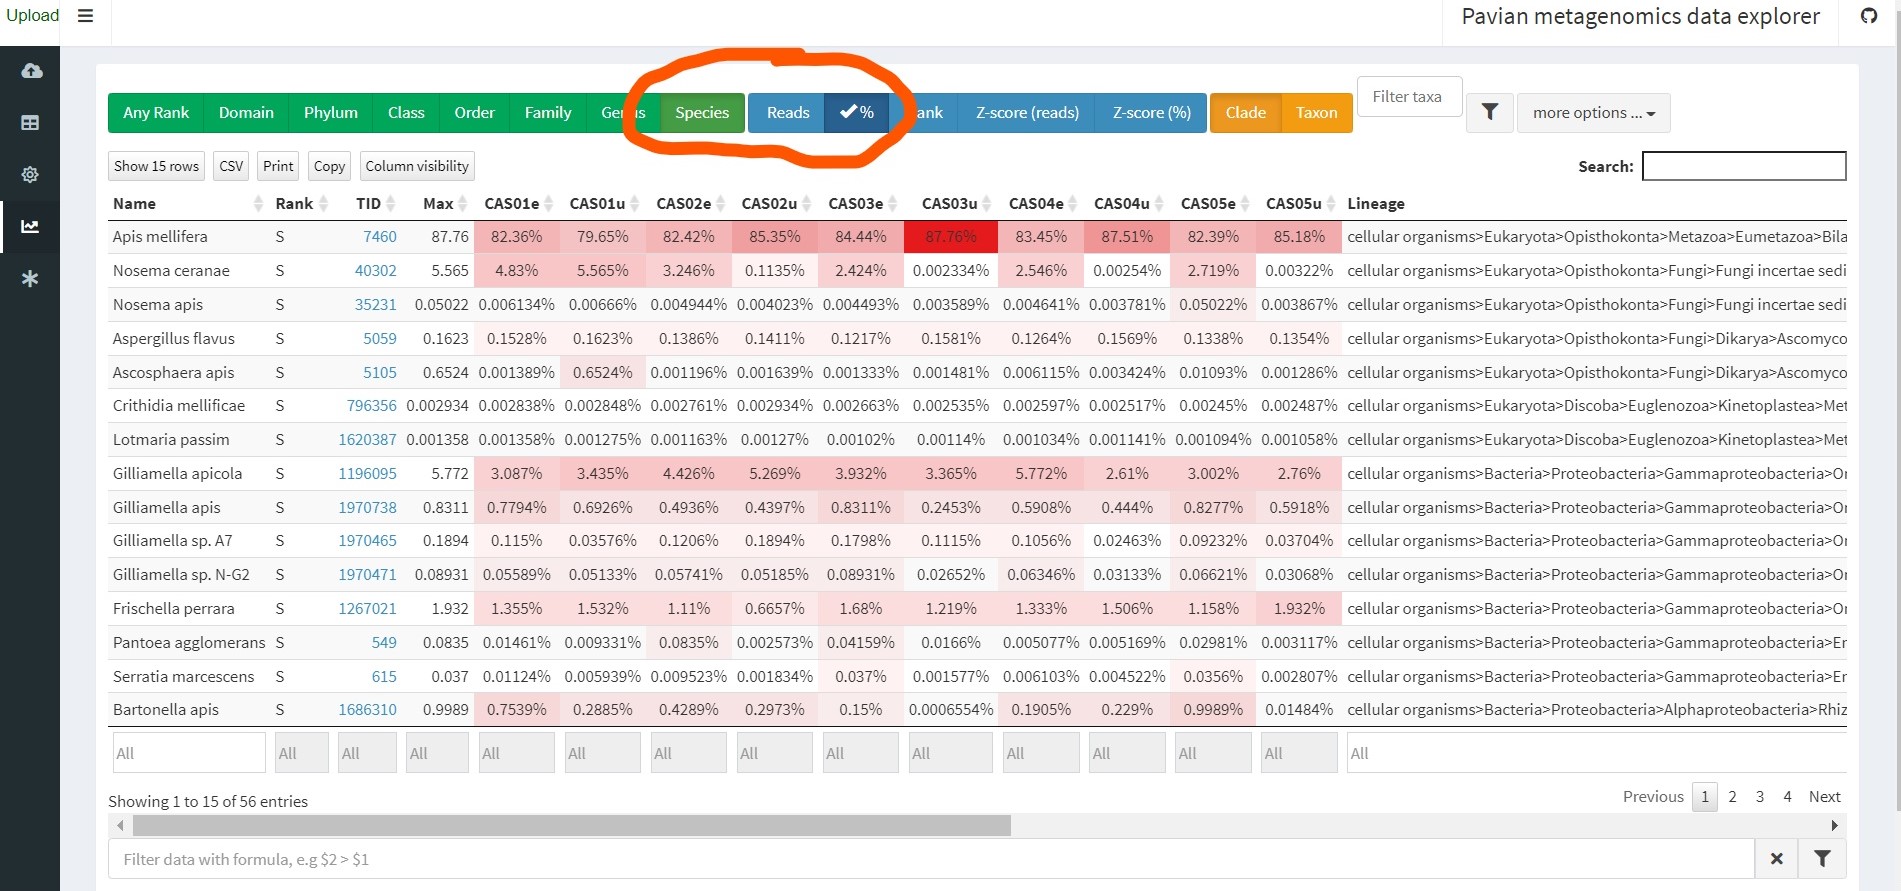 Upload Pavian metagenomics data explorer
Any Rank Domain Phylum Class Order Family Species Reads ✔% Z-score (reads) Z-score (%) Clade Taxon Filter taxa more options ...
Show 15 rows CSV Print Copy Column visibility Search:
Name Rank TID Max CAS01e CAS01u CAS02e CAS02u CAS03e CAS03u CAS04e CAS04u CAS05e CAS05u Lineage
Apis mellifera S 7460 87.76 82.36% 79.65% 82.42% 85.35% 84.44% 87.76% 83.45% 87.51% 82.39% 85.18% cellular organisms>Eukaryota>Opisthokonta>Metazoa>Eumetazoa>Bila
Nosema ceranae S 40302 5.565 4.83% 5.565% 3.246% 0.1135% 2.424% 0.002334% 2.546% 0.00254% 2.719% 0.00322% cellular organisms>Eukaryota>Opisthokonta>Fungi>Fungi incertae sedi
Nosema apis S 35231 0.05022 0.006134% 0.00666% 0.004944% 0.004023% 0.004493% 0.003589% 0.004641% 0.003781% 0.05022% 0.003867% cellular organisms>Eukaryota>Opisthokonta>Fungi>Fungi incertae sedi
Aspergillus flavus S 5059 0.1623 0.1528% 0.1623% 0.1386% 0.1411% 0.1217% 0.1581% 0.1264% 0.1569% 0.1338% 0.1354% cellular organisms>Eukaryota>Opisthokonta>Fungi>Dikarya>Ascomyco
Ascosphaera apis S 5105 0.6524 0.001389% 0.6524% 0.001196% 0.001639% 0.001333% 0.001481% 0.006115% 0.003424% 0.01093% 0.001286% cellular organisms>Eukaryota>Opisthokonta>Fungi>Dikarya>Ascomyco
Crithidia mellificae S 796356 0.002934 0.002838% 0.002848% 0.002761% 0.002934% 0.002663% 0.002535% 0.002597% 0.002517% 0.00245% 0.002487% cellular organisms>Eukaryota>Discoba>Euglenozoa>Kinetoplastea>Met
Lotmaria passim S 1620387 0.001358 0.001358% 0.001275% 0.001163% 0.00127% 0.00102% 0.00114% 0.001034% 0.001141% 0.001094% 0.001058% cellular organisms>Eukaryota>Discoba>Euglenozoa>Kinetoplastea>Met
Gilliamella apicola S 1196095 5.772 3.087% 3.435% 4.426% 5.269% 3.932% 3.365% 5.772% 2.61% 3.002% 2.76% cellular organisms>Bacteria>Proteobacteria>Gammaproteobacteria>Or
Gilliamella apis S 1970738 0.8311 0.7794% 0.6926% 0.4936% 0.4397% 0.8311% 0.2453% 0.5908% 0.444% 0.8277% 0.5918% cellular organisms>Bacteria>Proteobacteria>Gammaproteobacteria>Or
Gilliamella sp. A7 S 1970465 0.1894 0.115% 0.03576% 0.1206% 0.1894% 0.1798% 0.1115% 0.1056% 0.02463% 0.09232% 0.03704% cellular organisms>Bacteria>Proteobacteria>Gammaproteobacteria>Or
Gilliamella sp. N-G2 S 1970471 0.08931 0.05589% 0.05133% 0.05741% 0.05185% 0.08931% 0.02652% 0.06346% 0.03133% 0.06621% 0.03068% cellular organisms>Bacteria>Proteobacteria>Gammaproteobacteria>Or
Frischella perrara S 1267021 1.932 1.355% 1.532% 1.11% 0.6657% 1.68% 1.219% 1.333% 1.506% 1.158% 1.932% cellular organisms>Bacteria>Proteobacteria>Gammaproteobacteria>Or
Pantoea agglomerans S 549 0.0835 0.01461% 0.009331% 0.0835% 0.002573% 0.04159% 0.0166% 0.005077% 0.005169% 0.02981% 0.003117% cellular organisms>Bacteria>Proteobacteria>Gammaproteobacteria>Er
Serratia marcescens S 615 0.037 0.01124% 0.005939% 0.009523% 0.001834% 0.037% 0.001577% 0.006103% 0.004522% 0.0356% 0.002807% cellular organisms>Bacteria>Proteobacteria>Gammaproteobacteria>Er
Bartonella apis S 1686310 0.9989 0.7539% 0.2885% 0.4289% 0.2973% 0.15% 0.0006554% 0.1905% 0.229% 0.9989% 0.01484% cellular organisms>Bacteria>Proteobacteria>Alphaproteobacteria>Rhiz
All All All All All All All All All All All All All All All
Showing 1 to 15 of 56 entries Previous 1 2 3 4 Next
Filter data with formula, e.g $2 > $1